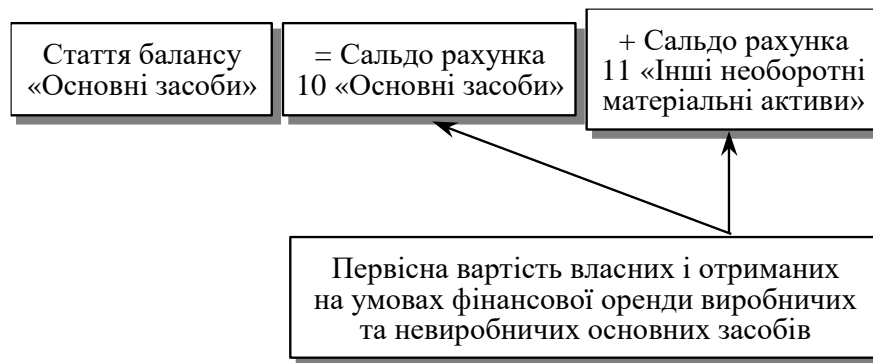 Стаття балансу
«Основні засоби»
= Сальдо рахунка
10 «Основні засоби»
+ Сальдо рахунка
11 «Інші необоротні
матеріальні активи»
Первісна вартість власних і отриманих
на умовах фінансової оренди виробничих
та невиробничих основних засобів